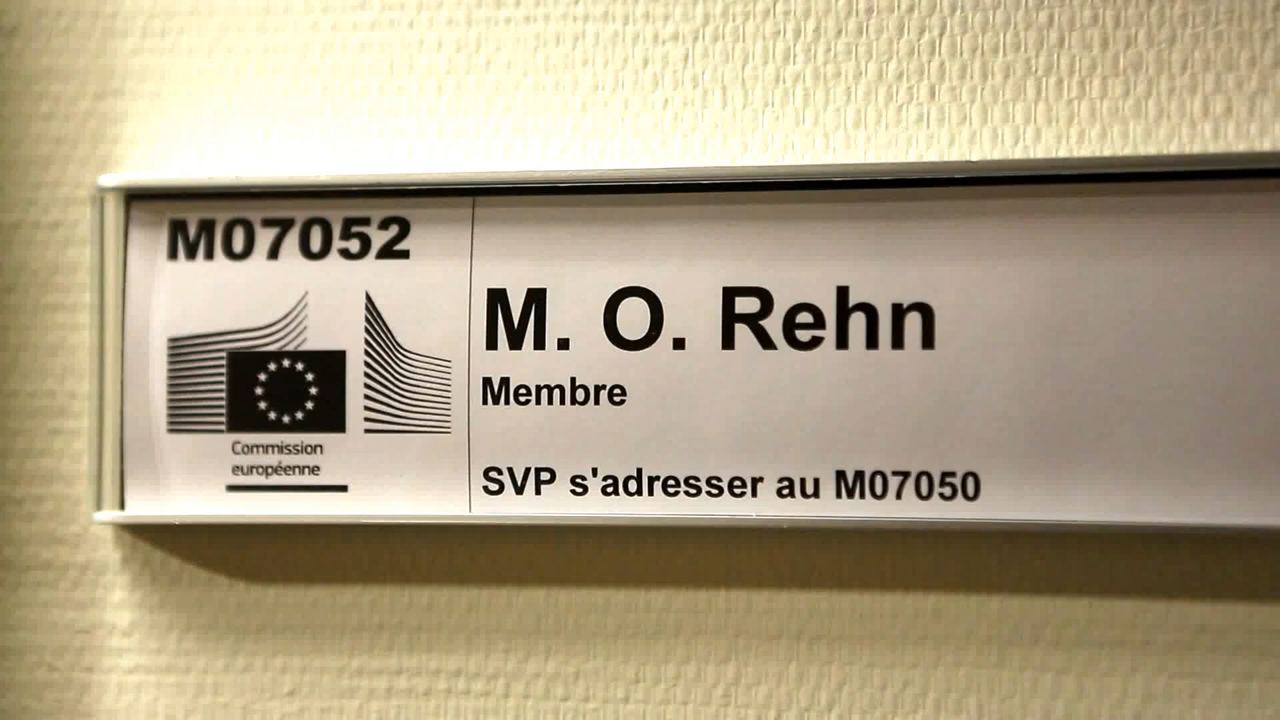 M07052
Commission
européenne
M. O. Rehn
Membre
SVP s'adresser au M07050